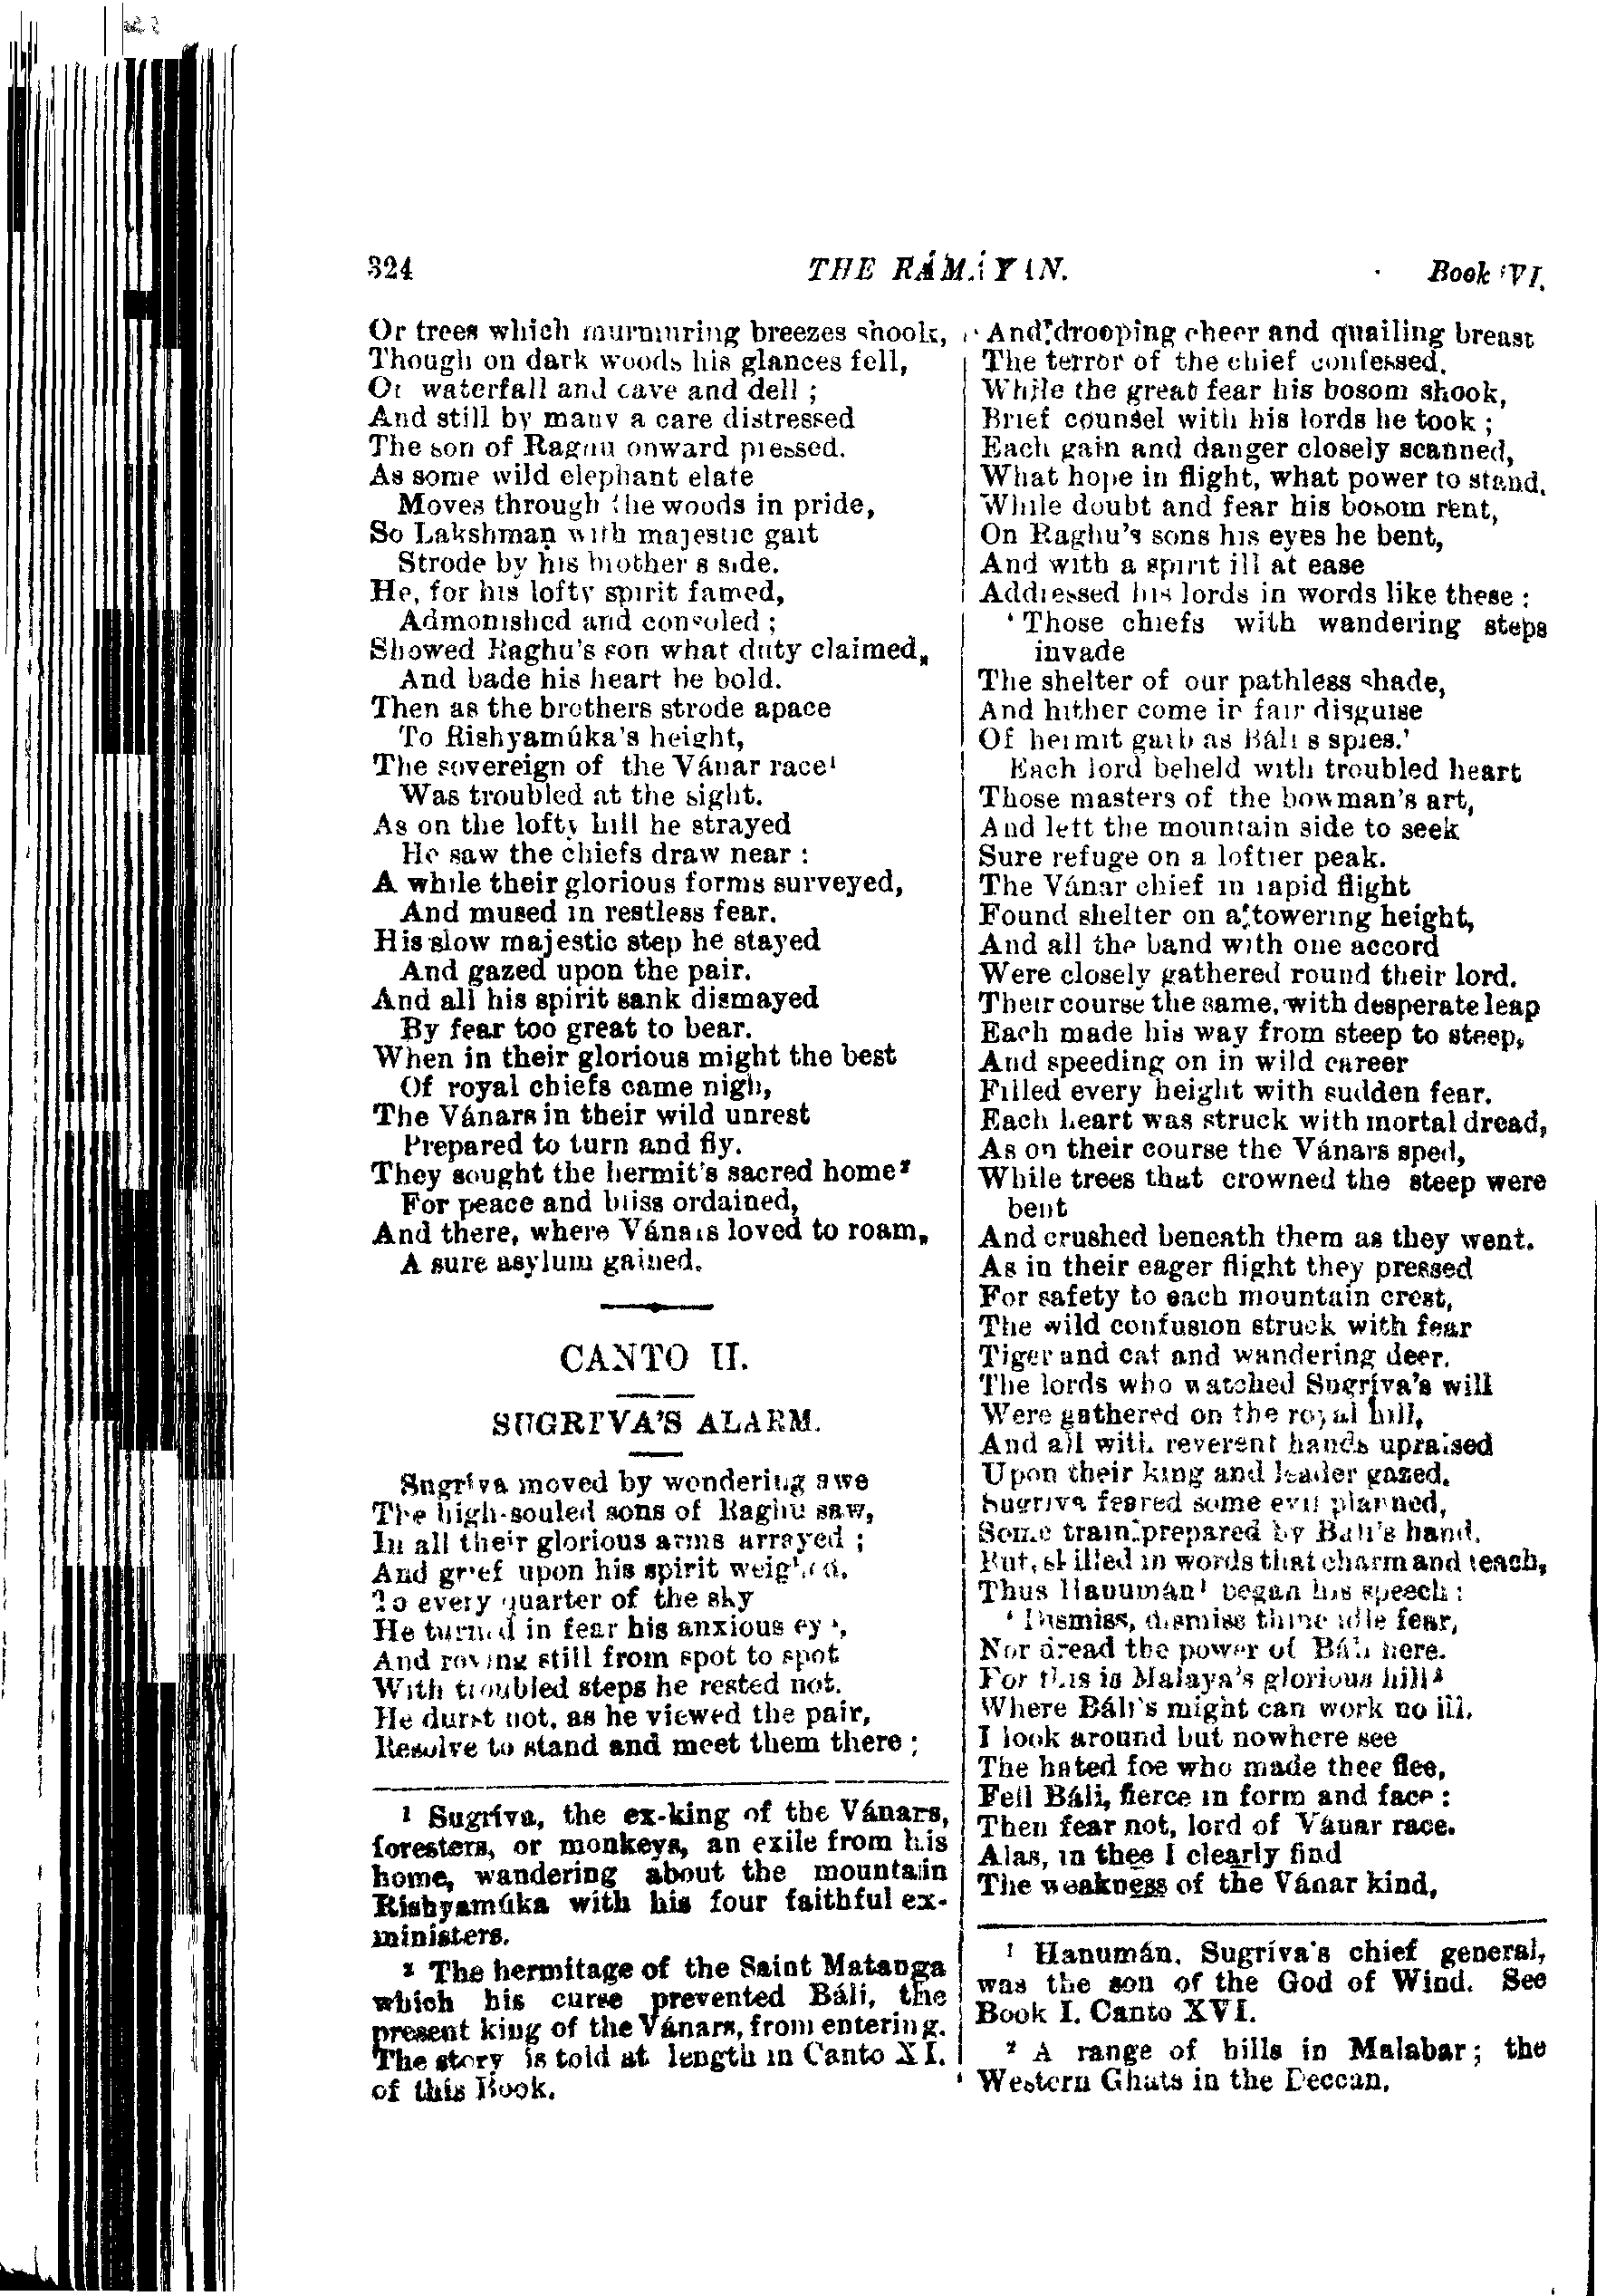 324 THE RÁMÁYAN. Book VI.
Or trees which murmuring breezes shook,
Though on dark woods his glances fell,
Or waterfall and cave and dell ;
And still by many a care distressed
The son of Raghu onward pressed.
As some wild elephant elate
Moves through the woods in pride,
So Lakshmaṇ with majestic gait
Strode by his brother's side.
He, for his lofty spirit famed,
Admonished and consoled ;
Showed Raghu's son what duty claimed,
And bade his heart be bold.
Then as the brothers strode apace
To Rishyamúka's height,
The sovereign of the Vánar race¹
Was troubled at the sight.
As on the lofty hill he strayed
He saw the chiefs draw near :
A while their glorious forms surveyed,
And mused in restless fear.
His slow majestic step he stayed
And gazed upon the pair.
And all his spirit sank dismayed
By fear too great to bear.
When in their glorious might the best
Of royal chiefs came nigh,
The Vánars in their wild unrest
Prepared to turn and fly.
They sought the hermit's sacred home²
For peace and bliss ordained,
And there, where Vánars loved to roam,
A sure asylum gained.
CANTO II.
SUGRÍVA'S ALARM.
Sugríva moved by wondering awe
The high-souled sons of Raghu saw,
In all their glorious arms arrayed ;
And grief upon his spirit weighed.
To every quarter of the sky
He turned in fear his anxious eye,
And roving still from spot to spot
With troubled steps he rested not.
He durst not, as he viewed the pair,
Resolve to stand and meet them there ;
¹ Sugríva, the ex-king of the Vánars,
foresters, or monkeys, an exile from his
home, wandering about the mountain
Rishyamúka with his four faithful ex-
ministers.
² The hermitage of the Saint Matanga
which his curse prevented Báli, the
present king of the Vánars, from entering.
The story is told at length in Canto XI.
of this Book.
And drooping cheer and quailing breast
The terror of the chief confessed.
While the great fear his bosom shook,
Brief counsel with his lords he took ;
Each gain and danger closely scanned,
What hope in flight, what power to stand.
While doubt and fear his bosom rent,
On Raghu's sons his eyes he bent,
And with a spirit ill at ease
Addressed his lords in words like these :
‘ Those chiefs with wandering steps
invade
The shelter of our pathless shade,
And hither come in fair disguise
Of hermit garb as Báli's spies.’
Each lord beheld with troubled heart
Those masters of the bowman's art,
And left the mountain side to seek
Sure refuge on a loftier peak.
The Vánar chief in rapid flight
Found shelter on a towering height,
And all the band with one accord
Were closely gathered round their lord.
Their course the same, with desperate leap
Each made his way from steep to steep,
And speeding on in wild career
Filled every height with sudden fear.
Each heart was struck with mortal dread,
As on their course the Vánars sped,
While trees that crowned the steep were
bent
And crushed beneath them as they went.
As in their eager flight they pressed
For safety to each mountain crest,
The wild confusion struck with fear
Tiger and cat and wandering deer.
The lords who watched Sugríva's will
Were gathered on the royal hill,
And all with reverent hands upraised
Upon their king and leader gazed.
Sugríva feared some evil planned,
Some train prepared by Báli's hand.
But, skilled in words that charm and teach,
Thus Hanumán¹ began his speech :
‘ Dismiss, dismiss thine idle fear,
Nor dread the power of Báli here.
For this is Malaya's glorious hill²
Where Báli's might can work no ill.
I look around but nowhere see
The hated foe who made thee flee,
Fell Báli, fierce in form and face :
Then fear not, lord of Vánar race.
Alas, in thee I clearly find
The weakness of the Vánar kind,
¹ Hanumán, Sugríva's chief general,
was the son of the God of Wind. See
Book I. Canto XVI.
² A range of hills in Malabar ; the
Western Ghats in the Deccan.